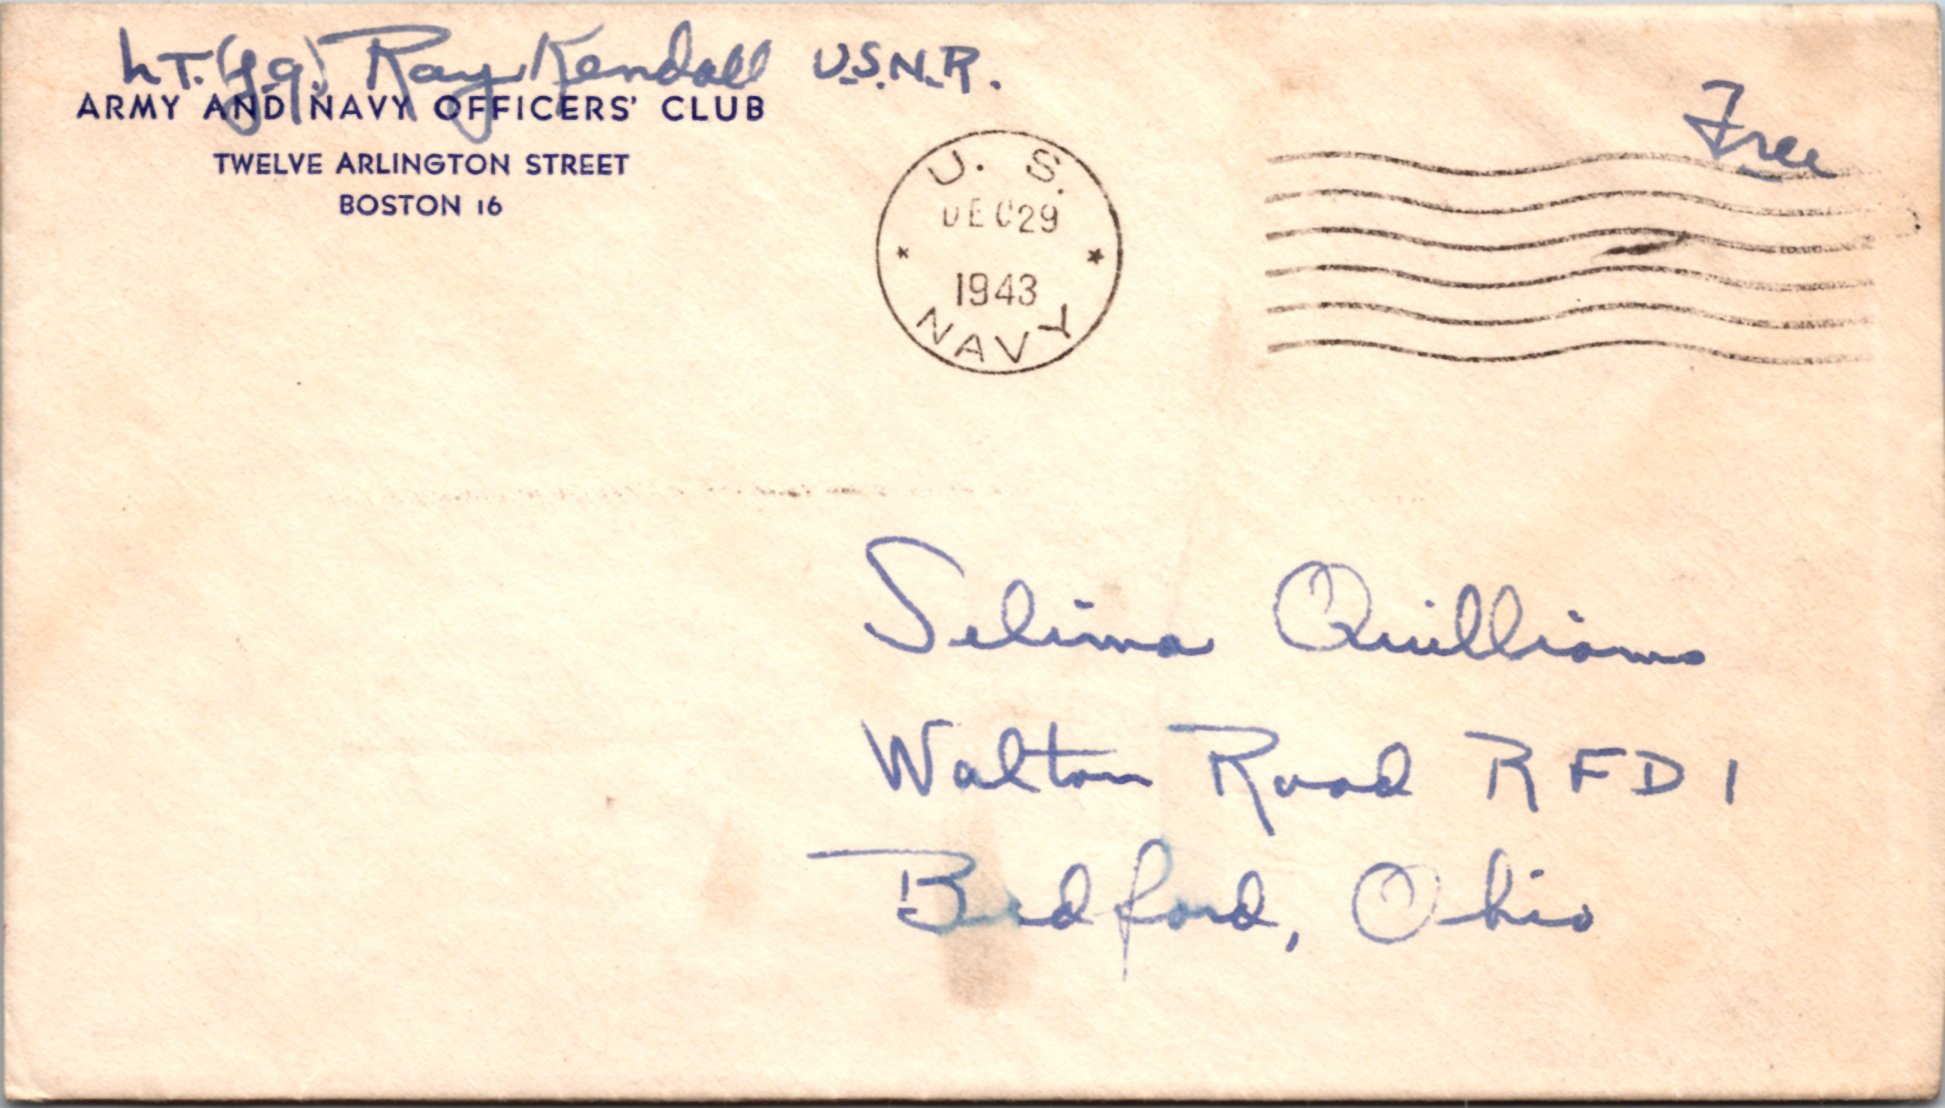 LT. (jg) Ray Kendall U.S.N.R.
ARMY AND NAVY OFFICERS' CLUB
TWELVE ARLINGTON STREET
BOSTON 16
Free
U. S.
DEC 29
1943
NAVY
Selima Quilliams
Walton Road RFD 1
Bedford, Ohio